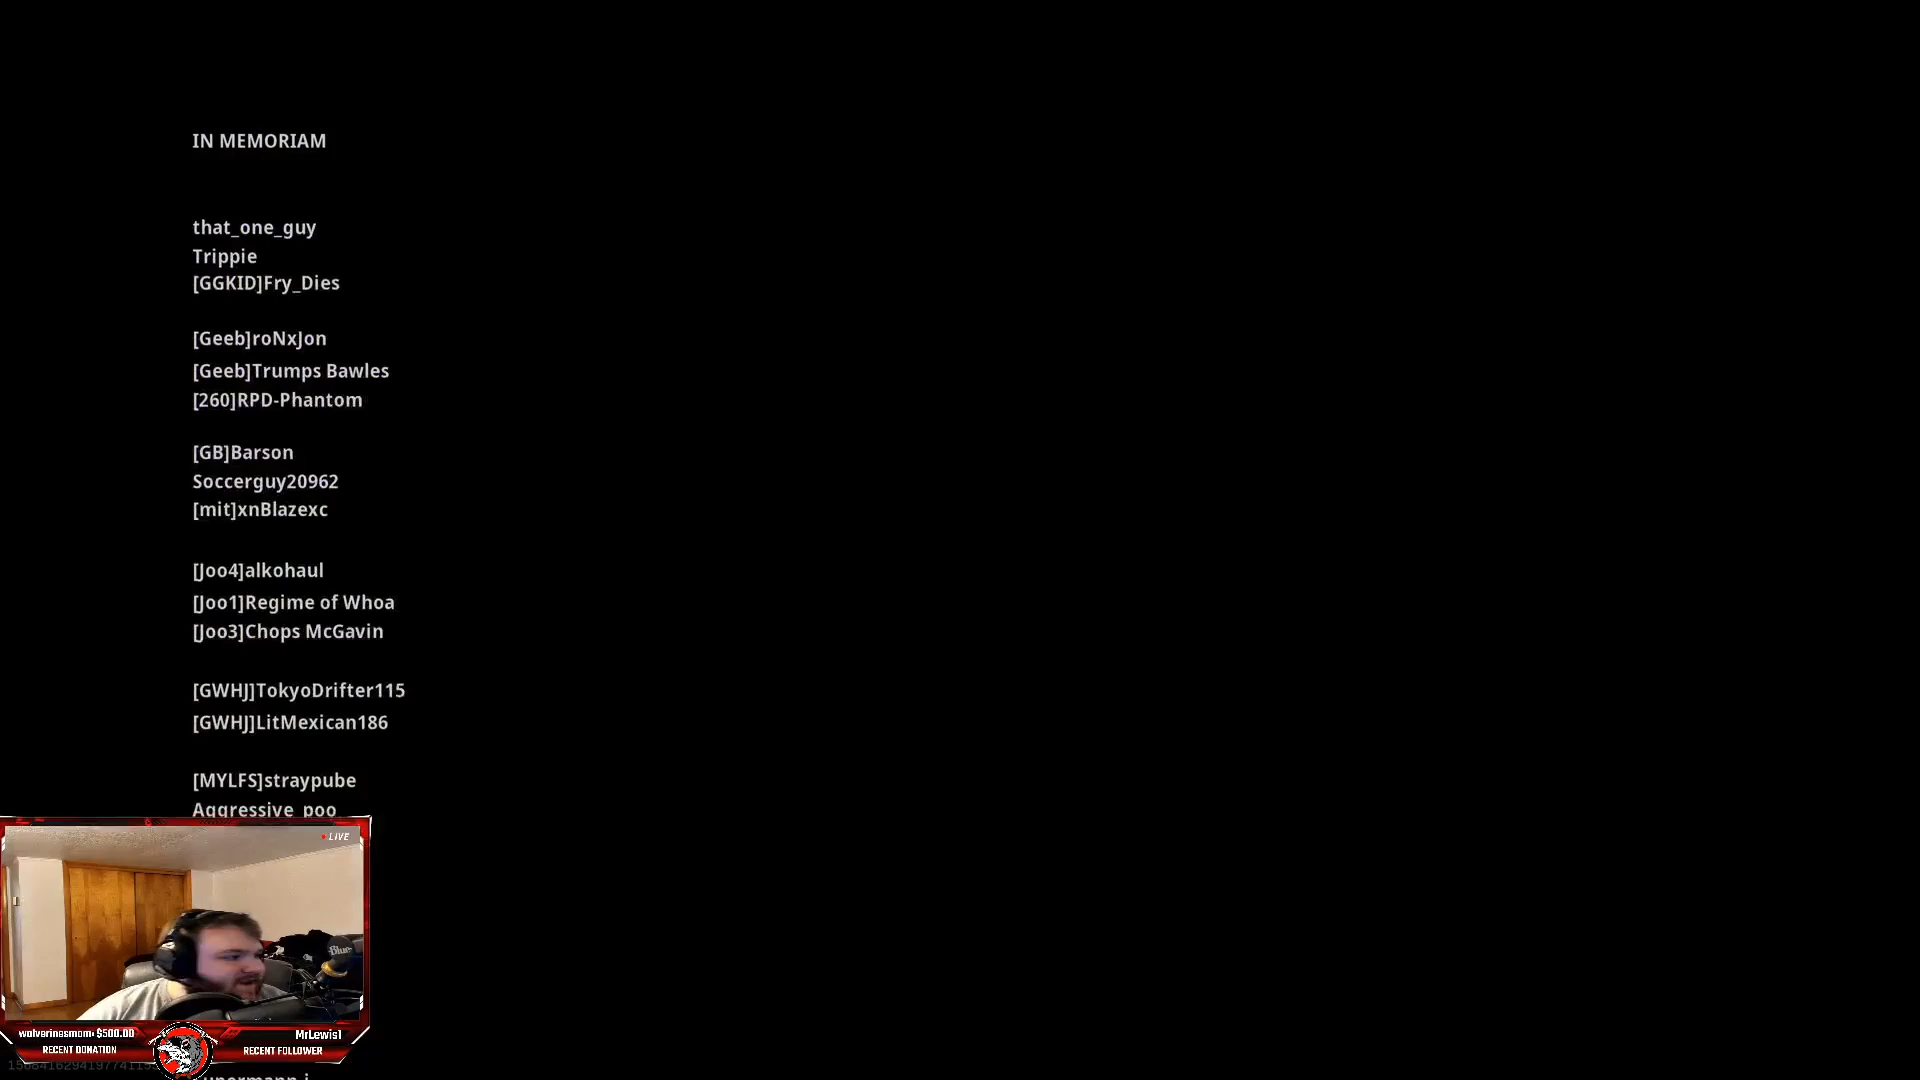 IN MEMORIAM
that_one_guy
Trippie
[GGKID]Fry_Dies
[Geeb]roNxJon
[Geeb]Trumps Bawles
[260]RPD-Phantom
[GB]Barson
Soccerguy20962
[mit]xnBlazexc
[Joo4]alkohaul
[Joo1]Regime of Whoa
[Joo3]Chops McGavin
[GWHJ]TokyoDrifter115
[GWHJ]LitMexican186
[MYLFS]straypube
Aggressive_poo
LIVE
Blue
wolverinesmom: $500.00
RECENT DONATION
MrLewis1
RECENT FOLLOWER